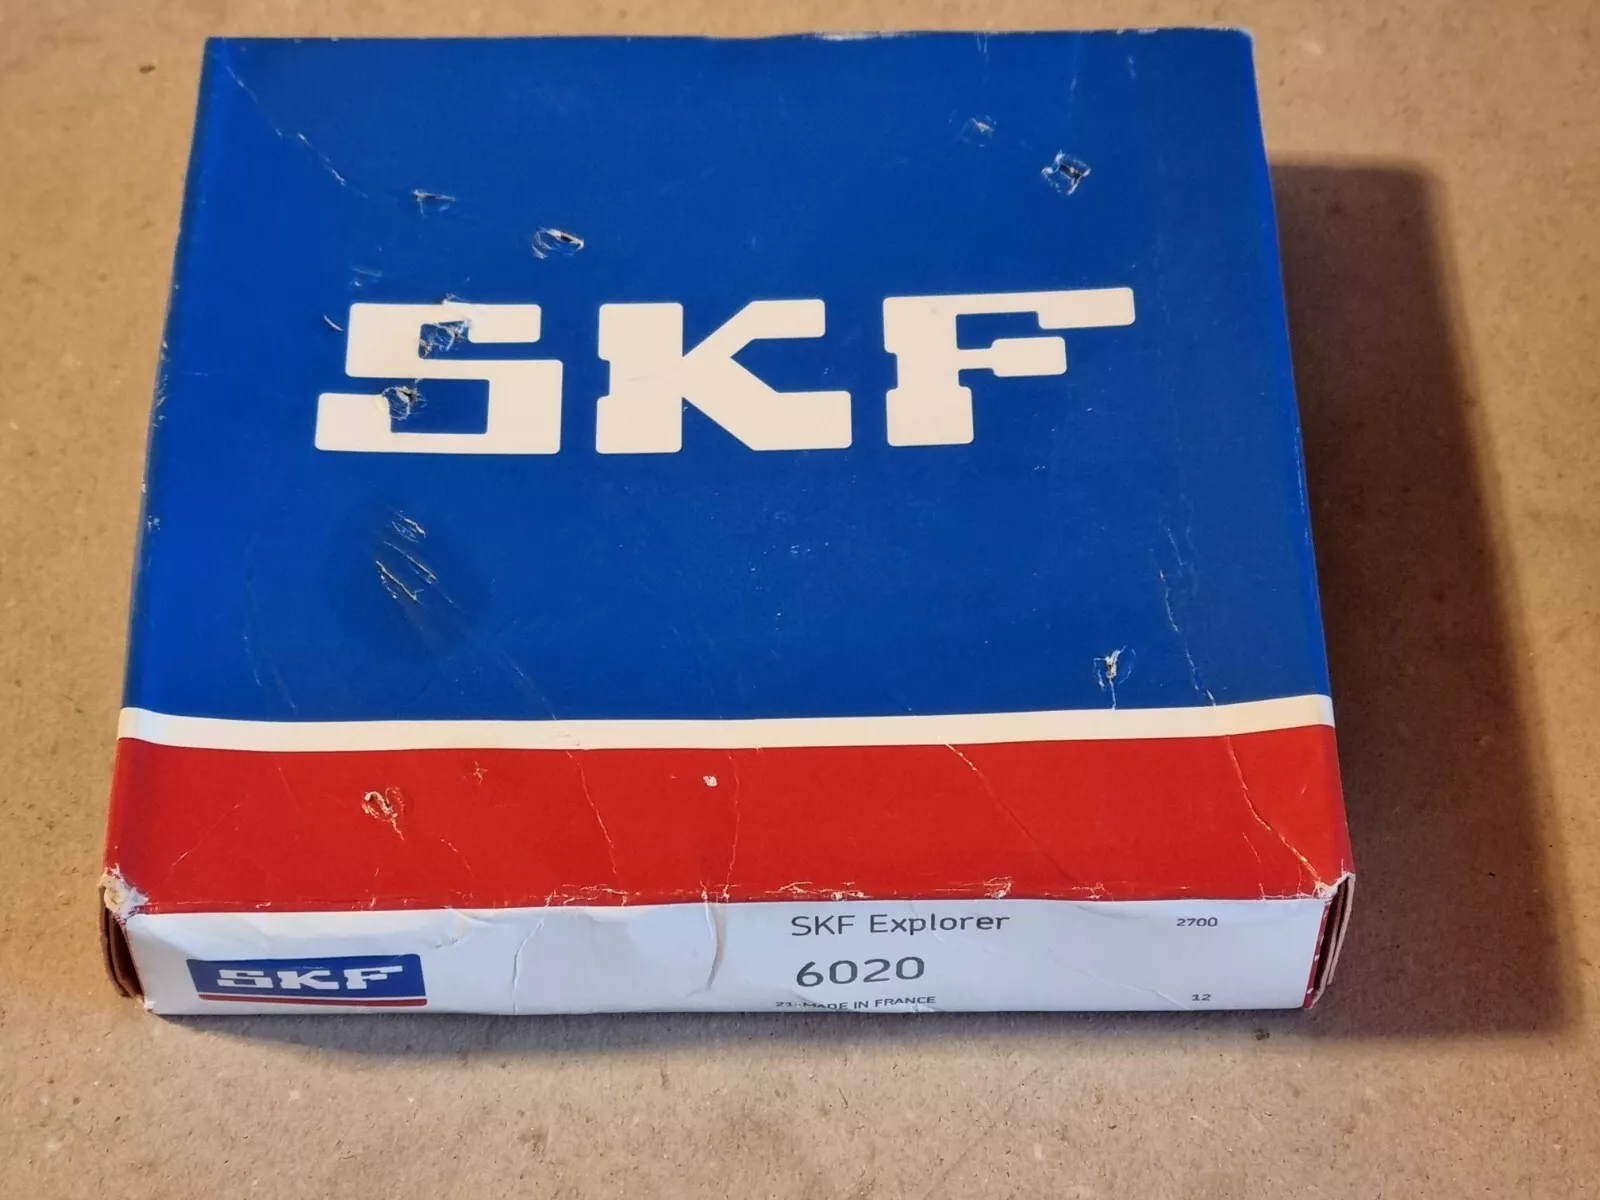 SKF
SKF Explorer
2700
SKF
6020
21-MADE IN FRANCE
12